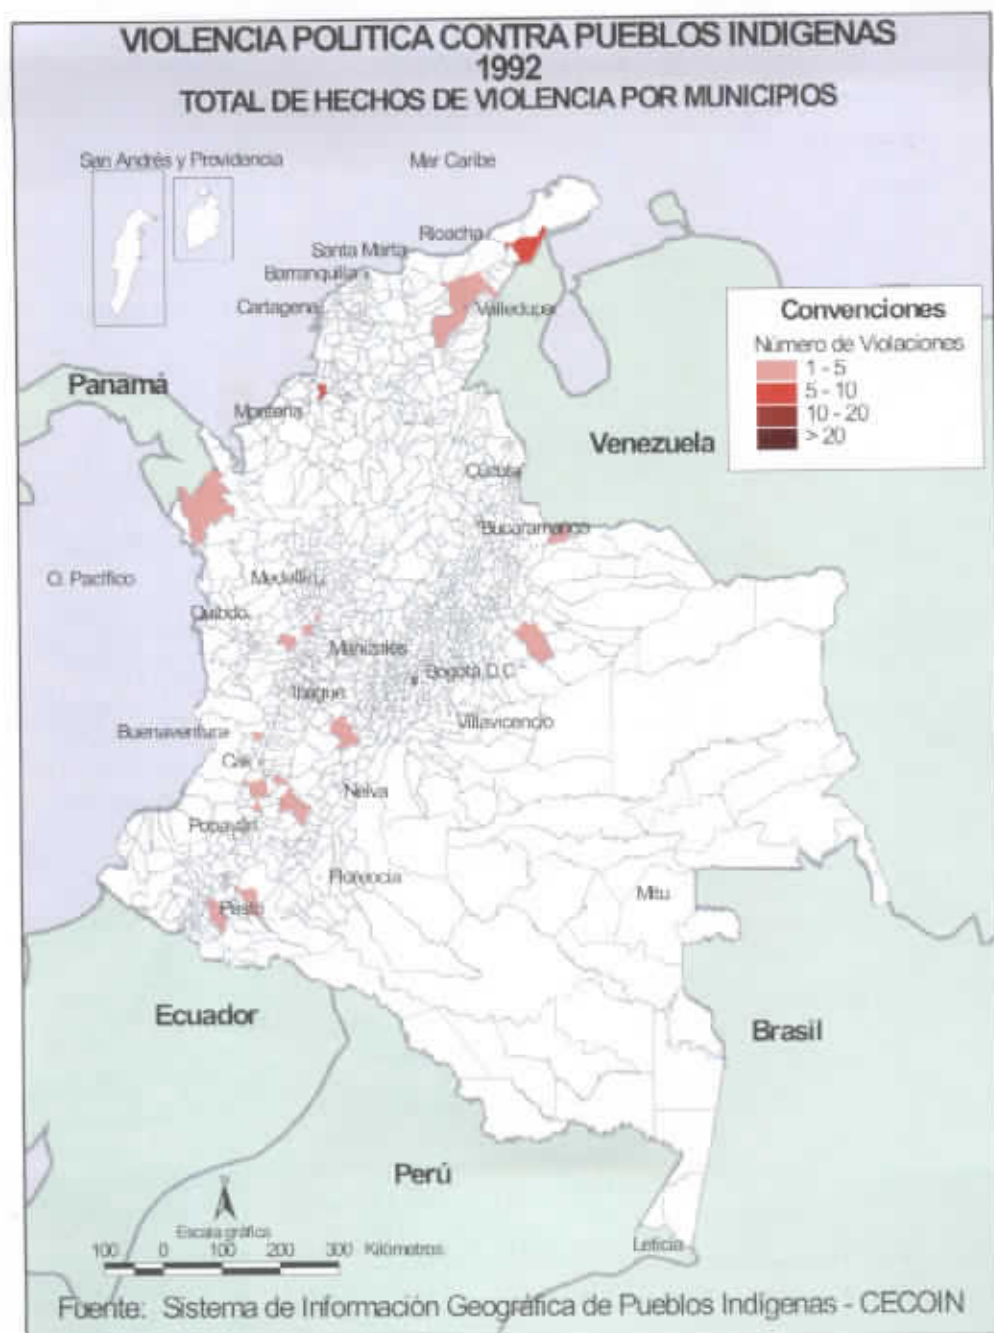 VIOLENCIA POLITICA CONTRA PUEBLOS INDIGENAS
1992
TOTAL DE HECHOS DE VIOLENCIA POR MUNICIPIOS
San Andrés y Providencia
Mar Caribe
Rioacha
Santa Marta
Barranquilla
Cartagena
Valledupar
Convenciones
Número de Violaciones
1 - 5
5 - 10
10 - 20
> 20
Panamá
Montería
Venezuela
Cúcuta
Bucaramanga
O. Pacífico
Medellín
Quibdo
Manizales
Bogotá D.C.
Ibagué
Villavicencio
Buenaventura
Cali
Neiva
Popayán
Florencia
Mitu
Pasto
Ecuador
Brasil
Perú
Escala gráfica
100 0 100 200 300 Kilómetros
Leticia
Fuente: Sistema de Información Geográfica de Pueblos Indígenas - CECOIN